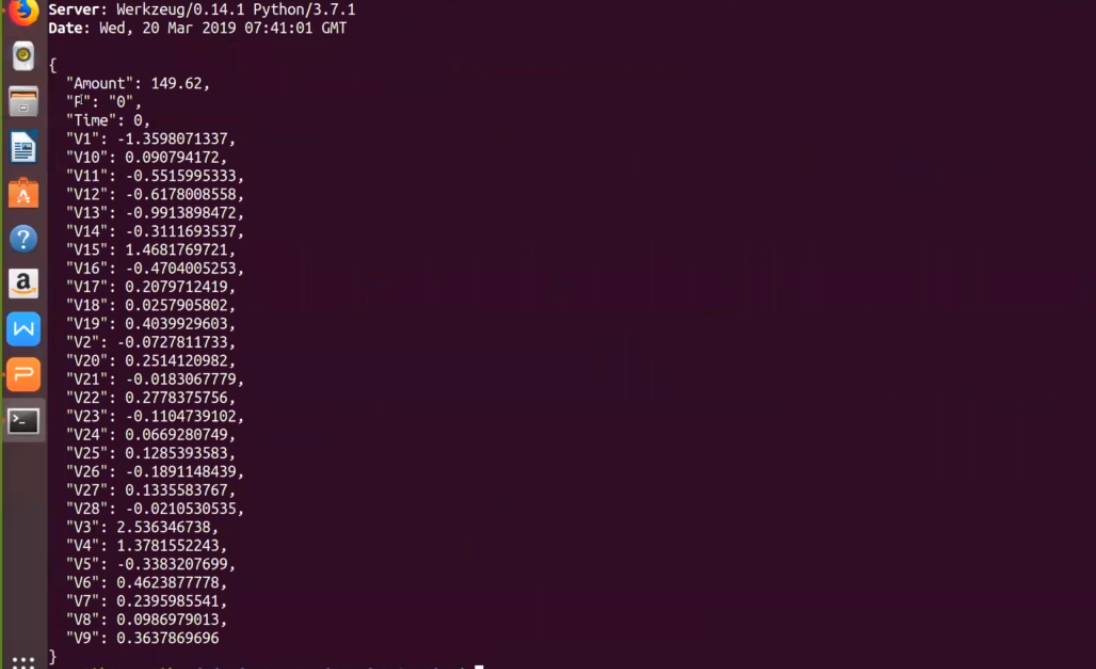 Server: Werkzeug/0.14.1 Python/3.7.1
Date: Wed, 20 Mar 2019 07:41:01 GMT
{
"Amount": 149.62,
"F": "0",
"Time": 0,
"V1": -1.3598071337,
"V10": 0.090794172,
"V11": -0.5515995333,
"V12": -0.6178008558,
"V13": -0.9913898472,
"V14": -0.3111693537,
"V15": 1.4681769721,
"V16": -0.4704005253,
"V17": 0.2079712419,
"V18": 0.0257905802,
"V19": 0.4039929603,
"V2": -0.0727811733,
"V20": 0.2514120982,
"V21": -0.0183067779,
"V22": 0.2778375756,
"V23": -0.1104739102,
"V24": 0.0669280749,
"V25": 0.1285393583,
"V26": -0.1891148439,
"V27": 0.1335583767,
"V28": -0.0210530535,
"V3": 2.536346738,
"V4": 1.3781552243,
"V5": -0.3383207699,
"V6": 0.4623877778,
"V7": 0.2395985541,
"V8": 0.0986979013,
"V9": 0.3637869696
}